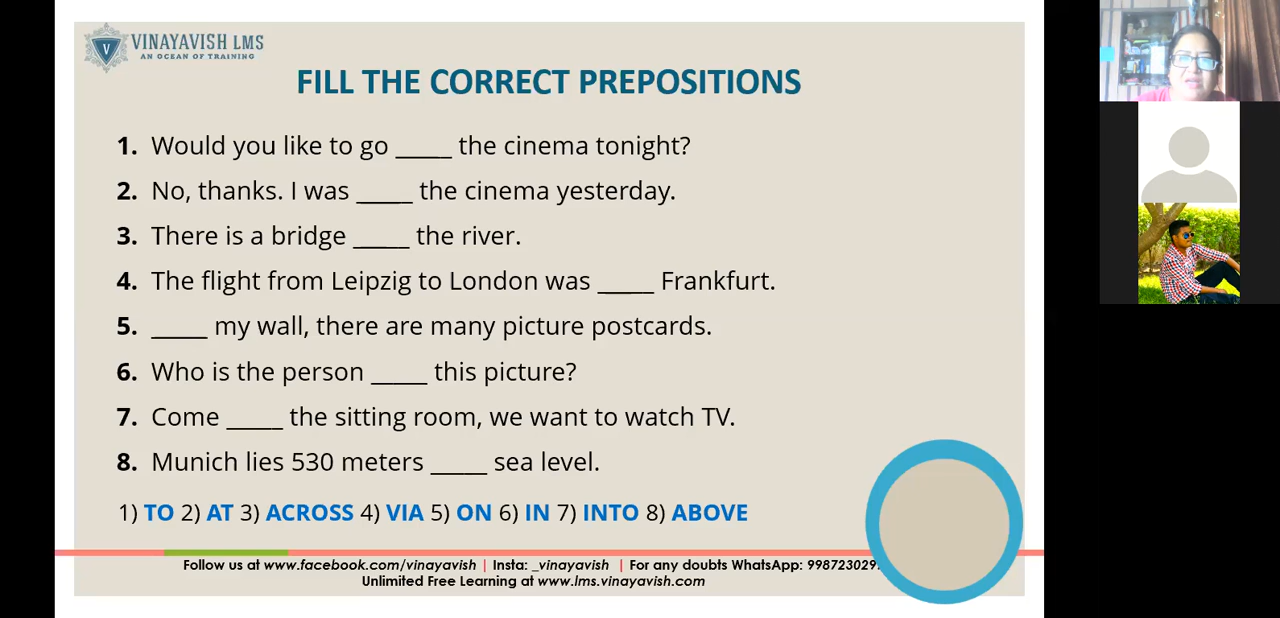 VINAYAVISH LMS
AN OCEAN OF TRAINING
FILL THE CORRECT PREPOSITIONS
1. Would you like to go _____ the cinema tonight?
2. No, thanks. I was _____ the cinema yesterday.
3. There is a bridge _____ the river.
4. The flight from Leipzig to London was _____ Frankfurt.
5. _____ my wall, there are many picture postcards.
6. Who is the person _____ this picture?
7. Come _____ the sitting room, we want to watch TV.
8. Munich lies 530 meters _____ sea level.
1) TO 2) AT 3) ACROSS 4) VIA 5) ON 6) IN 7) INTO 8) ABOVE
Follow us at www.facebook.com/vinayavish | Insta: _vinayavish | For any doubts WhatsApp:
Unlimited Free Learning at www.lms.vinayavish.com